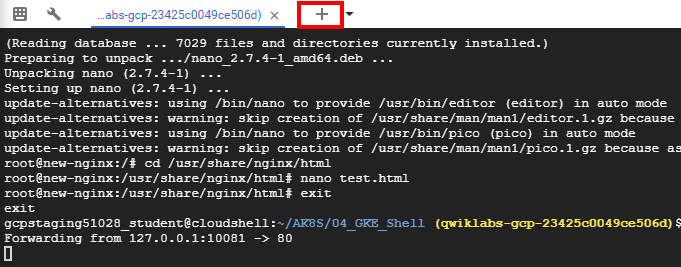 ...abs-gcp-23425c0049ce506d) × +
(Reading database ... 7029 files and directories currently installed.)
Preparing to unpack .../nano_2.7.4-1_amd64.deb ...
Unpacking nano (2.7.4-1) ...
Setting up nano (2.7.4-1) ...
update-alternatives: using /bin/nano to provide /usr/bin/editor (editor) in auto mode
update-alternatives: warning: skip creation of /usr/share/man/man1/editor.1.gz because
update-alternatives: using /bin/nano to provide /usr/bin/pico (pico) in auto mode
update-alternatives: warning: skip creation of /usr/share/man/man1/pico.1.gz because as
root@new-nginx:/# cd /usr/share/nginx/html
root@new-nginx:/usr/share/nginx/html# nano test.html
root@new-nginx:/usr/share/nginx/html# exit
exit
gcpstaging51028_student@cloudshell:~/AK8S/04_GKE_Shell (qwiklabs-gcp-23425c0049ce506d)$
Forwarding from 127.0.0.1:10081 -> 80